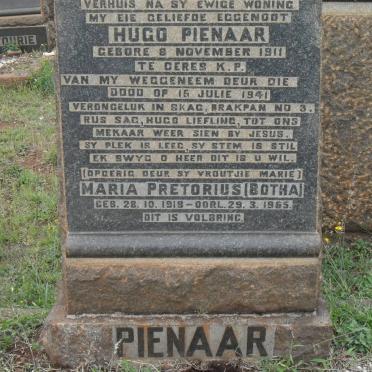 VERHUIS NA SY EWIGE WONING
MY EIE GELIEFDE EGGENOOT
HUGO PIENAAR
GEBORE 8 NOVEMBER 1911
TE CERES K.P.
VAN MY WEGGENEEM DEUR DIE
DOOD OP 15 JULIE 1941
VERONGELUK IN SKAG, BRAKPAN NO 3.
RUS SAG, HUGO LIEFLING, TOT ONS
MEKAAR WEER SIEN BY JESUS.
SY PLEK IS LEEG, SY STEM IS STIL
EK SWYG O HEER DIT IS U WIL.
(OPGERIG DEUR SY VROUTJIE MARIE)
MARIA PRETORIUS (BOTHA)
GEB. 28.10.1919 - OORL. 29.3.1965.
DIT IS VOLBRING.
PIENAAR